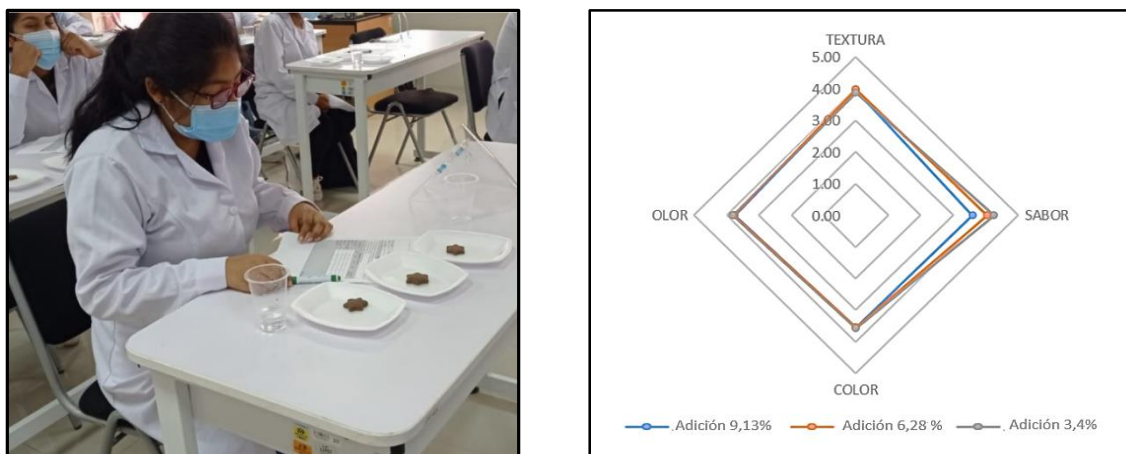 TEXTURA
5.00
4.00
3.00
2.00
1.00
0.00
OLOR
SABOR
COLOR
Adición 9,13%
Adición 6,28 %
Adición 3,4%